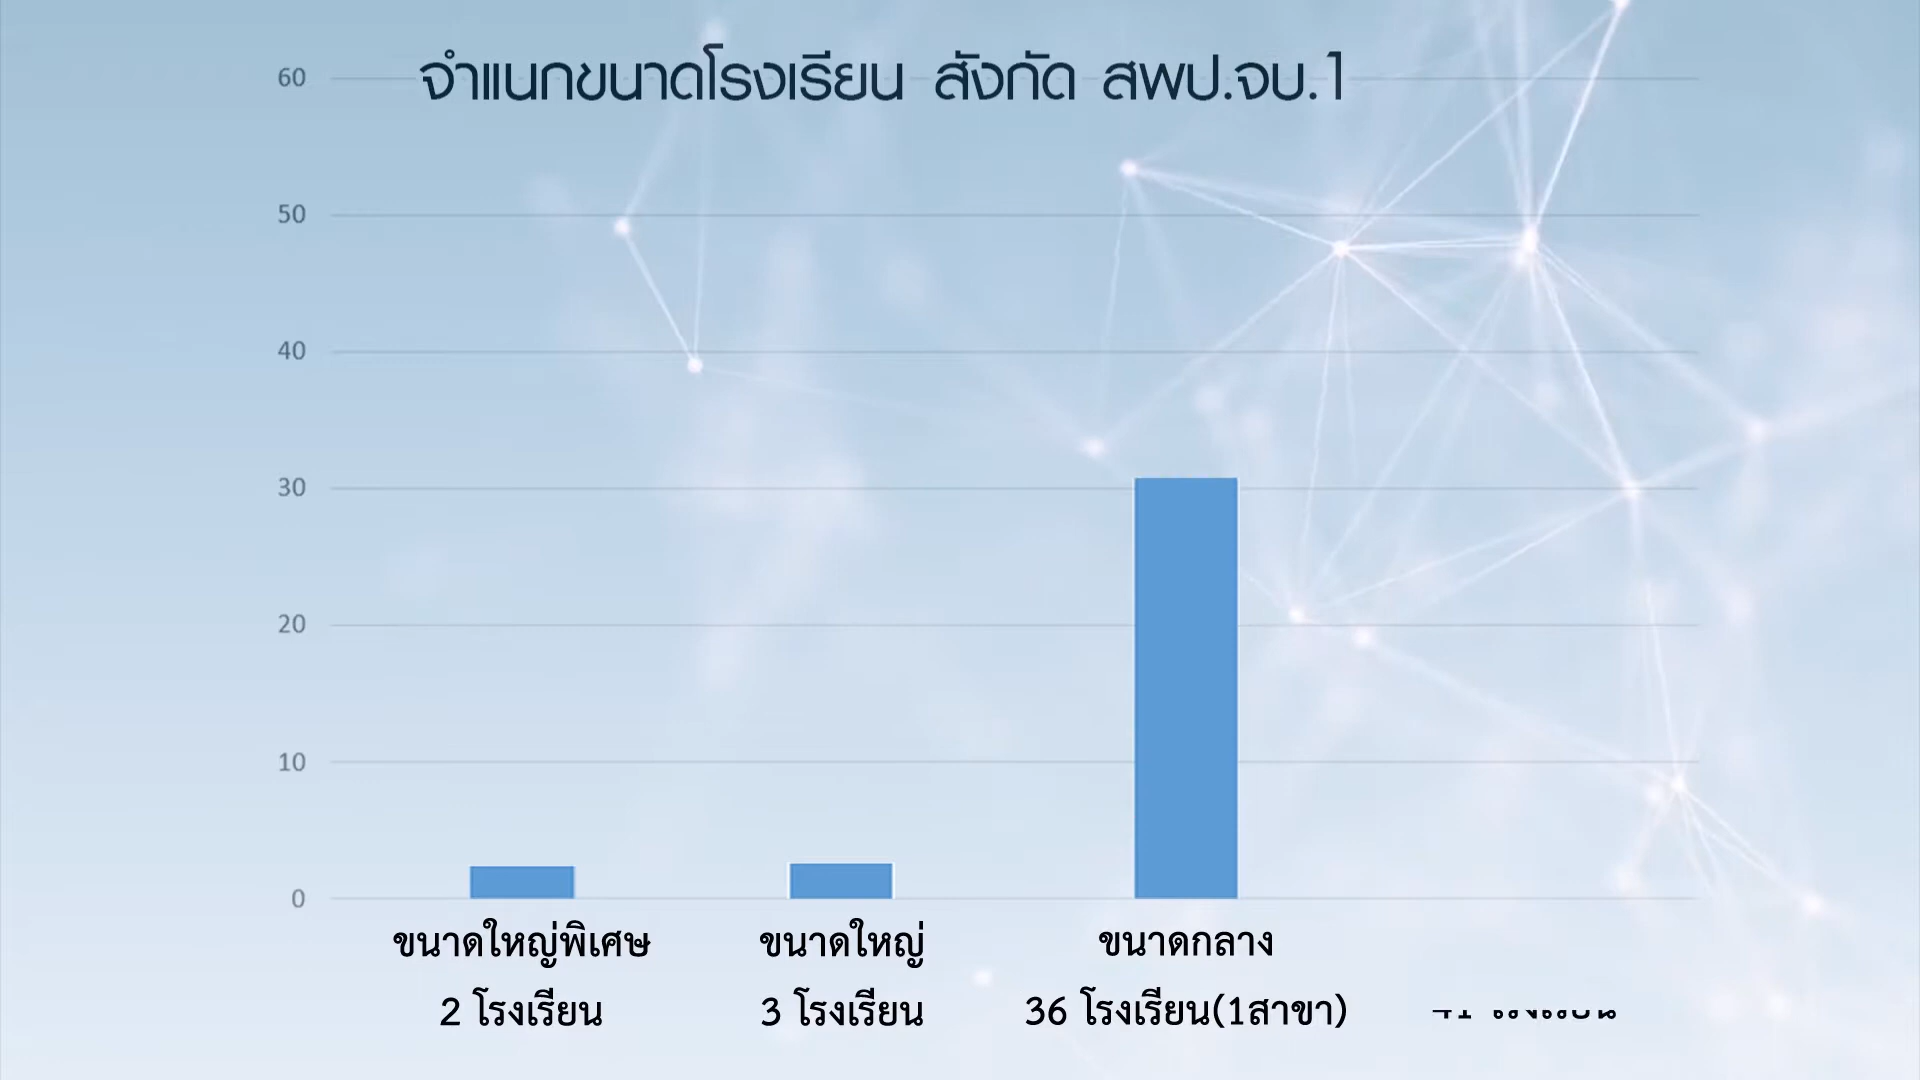 จำแนกขนาดโรงเรียน สังกัด สพป.จบ.1
60
50
40
30
20
10
0
ขนาดใหญ่พิเศษ
2 โรงเรียน
ขนาดใหญ่
3 โรงเรียน
ขนาดกลาง
36 โรงเรียน(1สาขา)